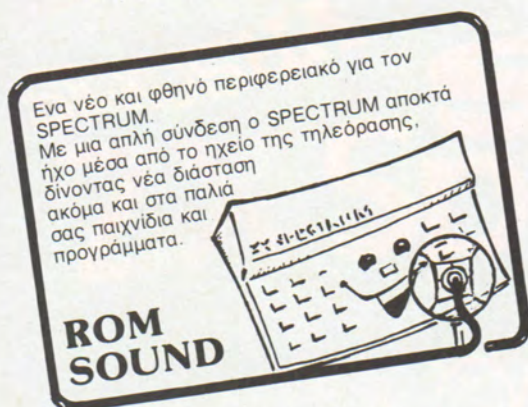 Ενα νέο και φθηνό περιφερειακό για τον
SPECTRUM.
Με μια απλή σύνδεση ο SPECTRUM αποκτά
ήχο μέσα από το ηχείο της τηλεόρασης,
δίνοντας νέα διάσταση
ακόμα και στα παλιά
σας παιχνίδια και
προγράμματα.
ROM
SOUND